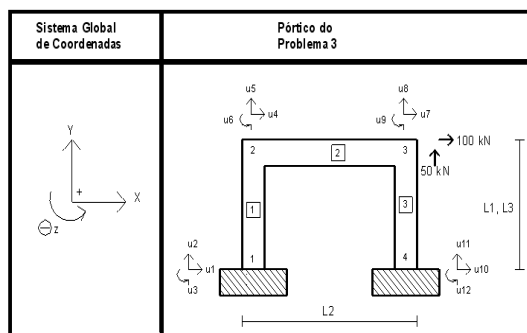 Sistema Global
de Coordenadas
Pórtico do
Problema 3
u5
u4
u6
u8
u7
u9
100 kN
50 kN
2
2
3
Y
X
+
Θz
1
3
L1, L3
1
4
u2
u1
u3
u11
u10
u12
L2